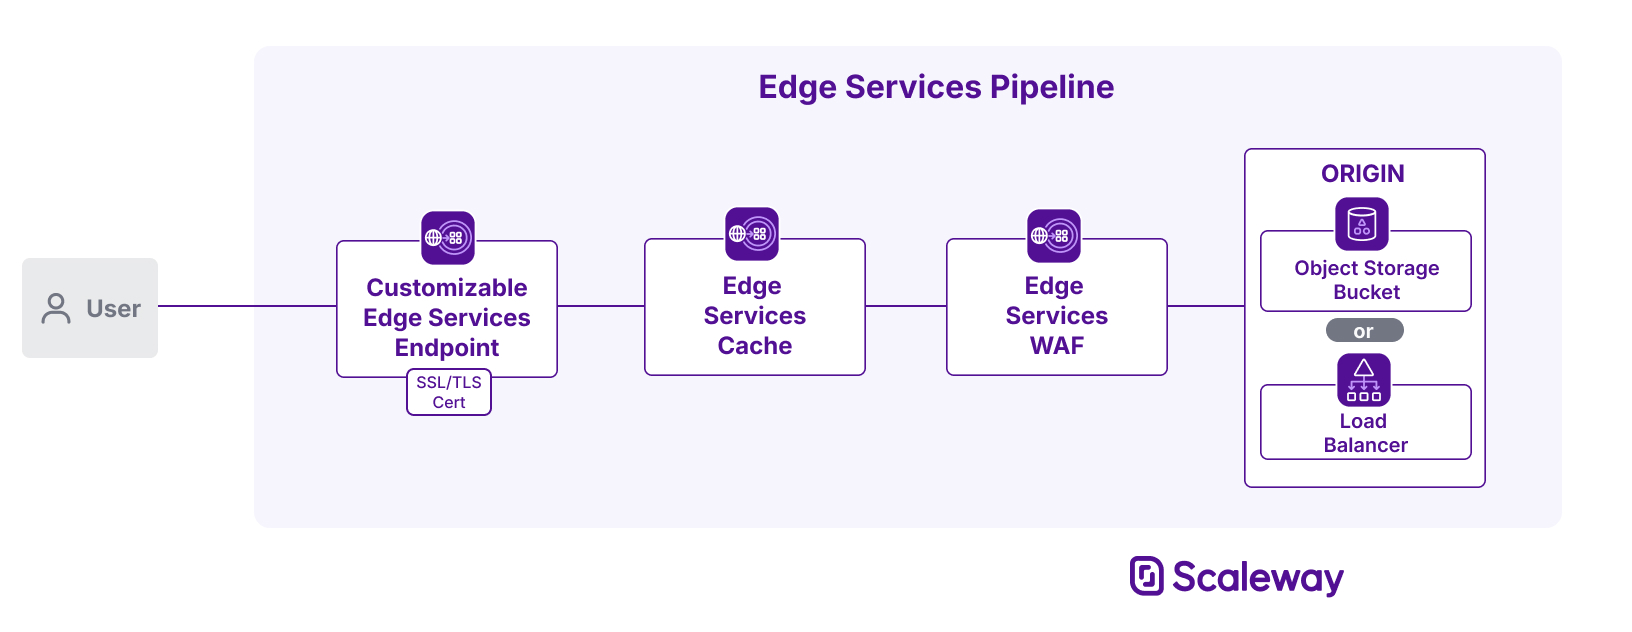 Edge Services Pipeline
User
Customizable
Edge Services
Endpoint
SSL/TLS
Cert
Edge
Services
Cache
Edge
Services
WAF
ORIGIN
Object Storage
Bucket
or
Load
Balancer
Scaleway